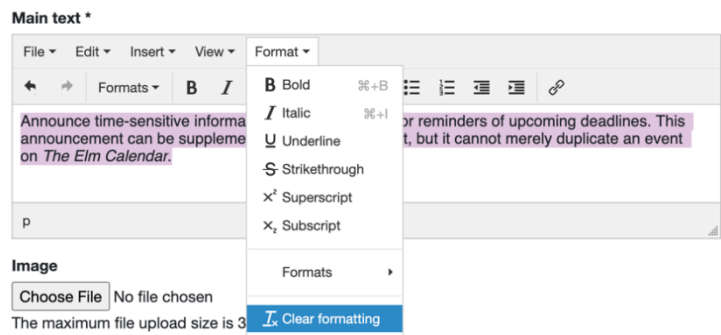 Main text *
File Edit Insert View Format
Formats B I
B Bold ⌘+B
I Italic ⌘+I
U Underline
S Strikethrough
X² Superscript
X₂ Subscript
Formats
Clear formatting
Announce time-sensitive informa or reminders of upcoming deadlines. This
announcement can be suppleme t, but it cannot merely duplicate an event
on The Elm Calendar.
p
Image
Choose File No file chosen
The maximum file upload size is 3